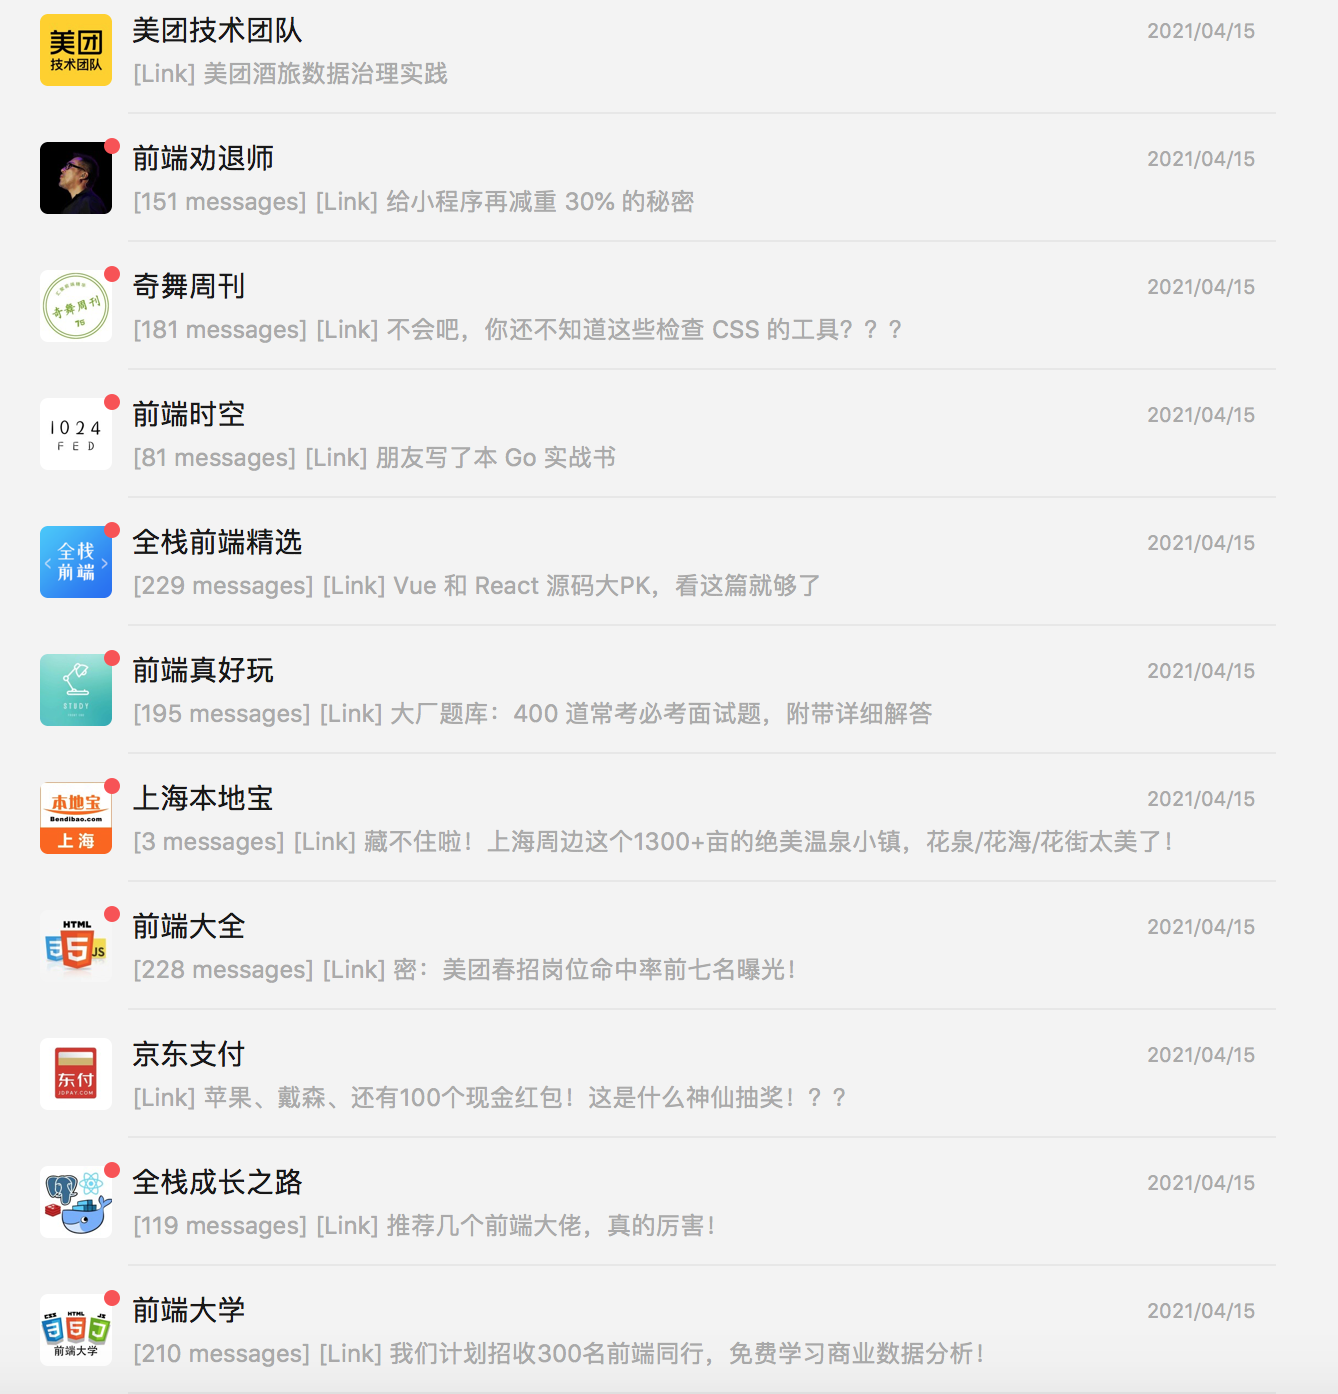 美团
技术团队
美团技术团队
2021/04/15
[Link] 美团酒旅数据治理实践
前端劝退师
2021/04/15
[151 messages] [Link] 给小程序再减重 30% 的秘密
奇舞周刊
75
奇舞周刊
2021/04/15
[181 messages] [Link] 不会吧，你还不知道这些检查 CSS 的工具？？？
1024
FED
前端时空
2021/04/15
[81 messages] [Link] 朋友写了本 Go 实战书
全栈
<前端>
全栈前端精选
2021/04/15
[229 messages] [Link] Vue 和 React 源码大PK，看这篇就够了
STUDY
前端真好玩
2021/04/15
[195 messages] [Link] 大厂题库：400 道常考必考面试题，附带详细解答
本地宝
Bendibao.com
上海
上海本地宝
2021/04/15
[3 messages] [Link] 藏不住啦！上海周边这个1300+亩的绝美温泉小镇，花泉/花海/花街太美了！
HTML
3 5 JS
前端大全
2021/04/15
[228 messages] [Link] 密：美团春招岗位命中率前七名曝光！
东付
JDPAY.COM
京东支付
2021/04/15
[Link] 苹果、戴森、还有100个现金红包！这是什么神仙抽奖！？？
全栈成长之路
2021/04/15
[119 messages] [Link] 推荐几个前端大佬，真的厉害！
CSS HTML JS
3 5 J
前端大学
前端大学
2021/04/15
[210 messages] [Link] 我们计划招收300名前端同行，免费学习商业数据分析！